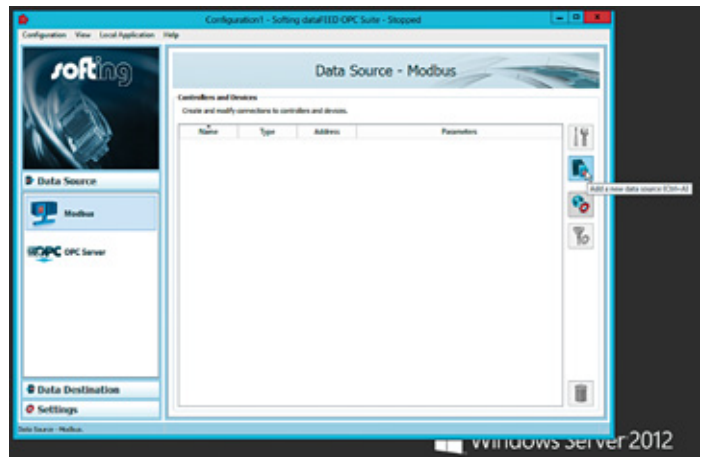 Configuration1 - Softing dataFEED OPC Suite - Stopped
Configuration View Local Application Help
softing
Data Source - Modbus
Controllers and Devices
Create and modify connections to controllers and devices.
Name Type Address Parameters
Data Source
Add a new data source (Ctrl+A)
Modbus
OPC OPC Server
Data Destination
Settings
Data Source - Modbus.
Windows Server 2012